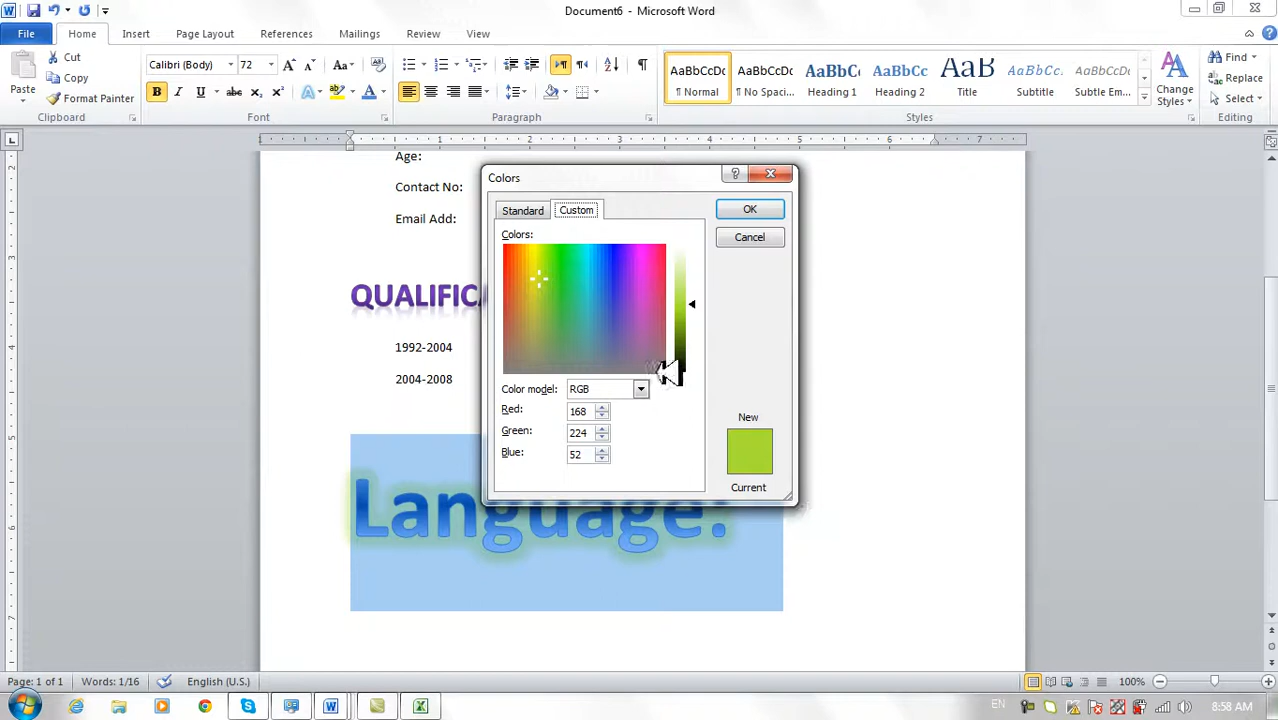 Document6 - Microsoft Word
File Home Insert Page Layout References Mailings Review View
Paste
Cut
Copy
Format Painter
Clipboard
Calibri (Body) 72
Font
Paragraph
AaBbCcDc
¶ Normal
AaBbCcDc
¶ No Spaci...
AaBbC
Heading 1
AaBbCc
Heading 2
AaB
Title
AaBbCc.
Subtitle
AaBbCcDc
Subtle Em...
Change
Styles
Styles
Find
Replace
Select
Editing
Age:
Contact No:
Email Add:
QUALIFICA
1992-2004
2004-2008
Language:
Colors
Standard Custom
OK
Cancel
Colors:
Color model: RGB
Red: 168
Green: 224
Blue: 52
New
Current
Page: 1 of 1 Words: 1/16 English (U.S.) 100%
EN 8:58 AM